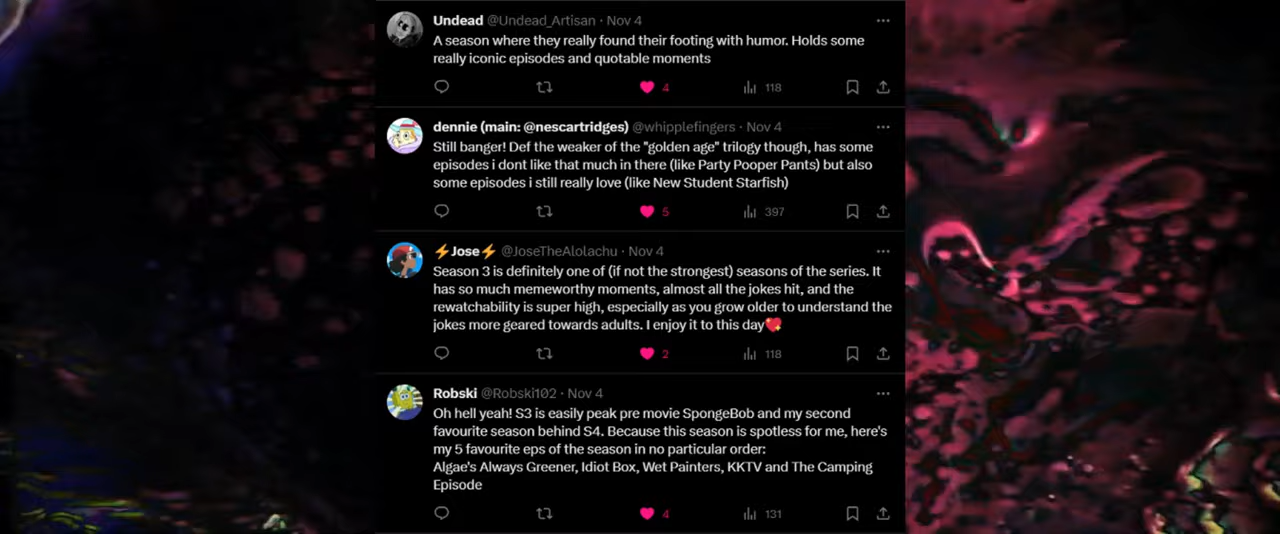 Undead @Undead_Artisan · Nov 4
A season where they really found their footing with humor. Holds some
really iconic episodes and quotable moments
4 118
dennie (main: @nescartridges) @whipplefingers · Nov 4
Still banger! Def the weaker of the "golden age" trilogy though, has some
episodes i dont like that much in there (like Party Pooper Pants) but also
some episodes i still really love (like New Student Starfish)
5 397
⚡Jose⚡ @JoseTheAlolachu · Nov 4
Season 3 is definitely one of (if not the strongest) seasons of the series. It
has so much memeworthy moments, almost all the jokes hit, and the
rewatchability is super high, especially as you grow older to understand the
jokes more geared towards adults. I enjoy it to this day💖
2 118
Robski @Robski102 · Nov 4
Oh hell yeah! S3 is easily peak pre movie SpongeBob and my second
favourite season behind S4. Because this season is spotless for me, here's
my 5 favourite eps of the season in no particular order:
Algae's Always Greener, Idiot Box, Wet Painters, KKTV and The Camping
Episode
4 131